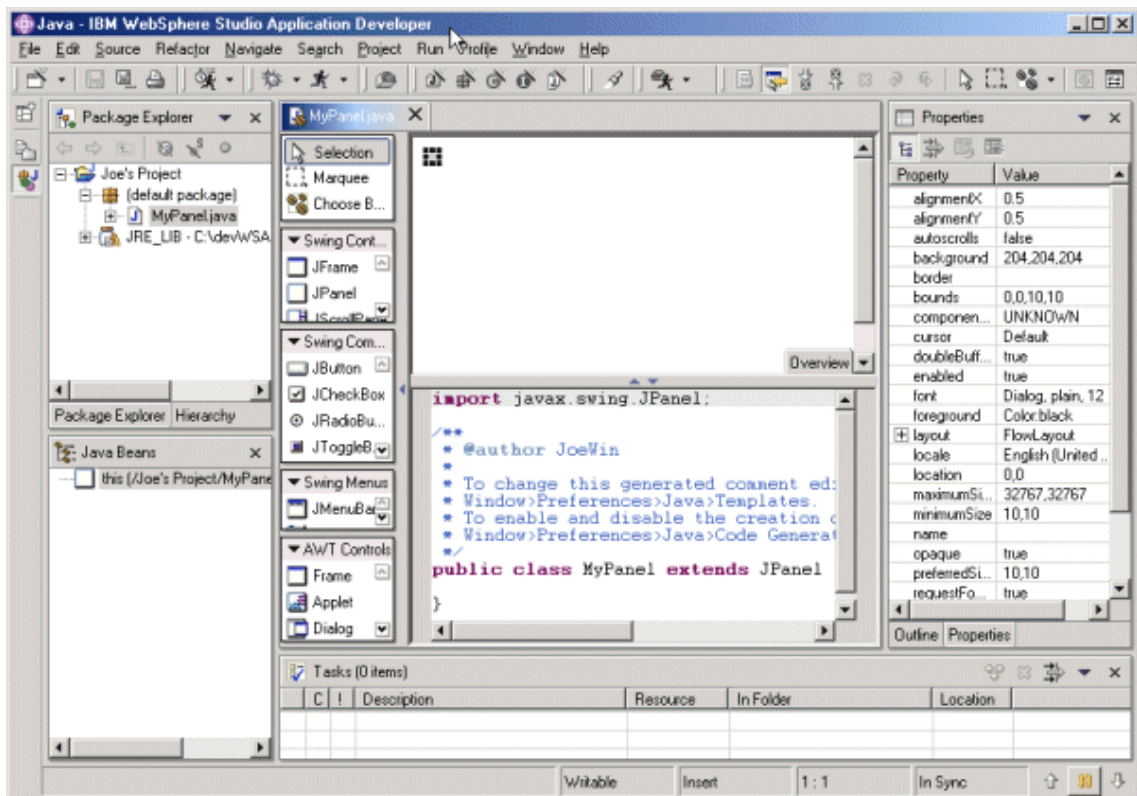 Java - IBM WebSphere Studio Application Developer
File Edit Source Refactor Navigate Search Project Run Profile Window Help
Package Explorer
Joe's Project
(default package)
MyPanel.java
JRE_LIB - C:\dev\WSA
Package Explorer Hierarchy
Java Beans
this (/Joe's Project/MyPane
MyPanel.java
Selection
Marquee
Choose B...
Swing Cont...
JFrame
JPanel
JScrollPane
Swing Com...
JButton
JCheckBox
JRadioBu...
JToggleB
Swing Menus
JMenuBar
AWT Controls
Frame
Applet
Dialog
Overview
import javax.swing.JPanel;
/**
* @author JoeWin
*
* To change this generated comment edi
* Window>Preferences>Java>Templates.
* To enable and disable the creation o
* Window>Preferences>Java>Code Generat
*/
public class MyPanel extends JPanel
}
Properties
Property Value
alignmentX 0.5
alignmentY 0.5
autoscrolls false
background 204,204,204
border
bounds 0,0,10,10
componen... UNKNOWN
cursor Default
doubleBuff... true
enabled true
font Dialog, plain, 12
foreground Color:black
layout FlowLayout
locale English (United ...
location 0,0
maximumSi... 32767,32767
minimumSize 10,10
name
opaque true
preferredSi... 10,10
requestFo... true
Outline Properties
Tasks (0 items)
C ! Description Resource In Folder Location
Writable Insert 1 : 1 In Sync